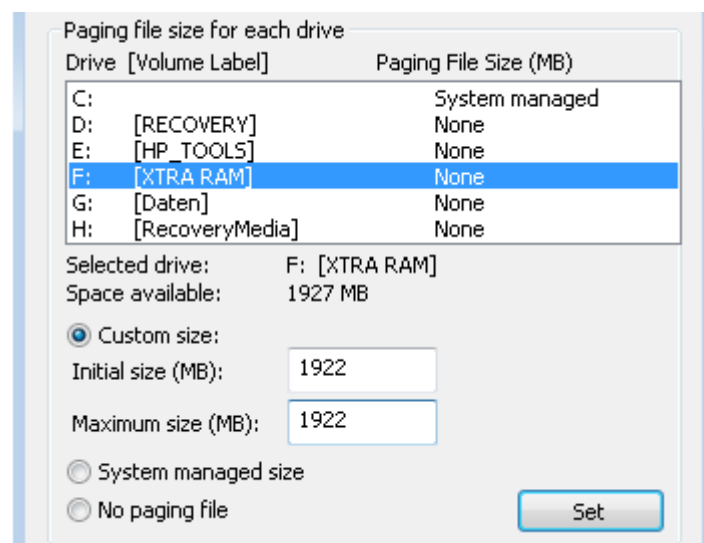 Paging file size for each drive
Drive [Volume Label] Paging File Size (MB)
C: System managed
D: [RECOVERY] None
E: [HP_TOOLS] None
F: [XTRA RAM] None
G: [Daten] None
H: [RecoveryMedia] None
Selected drive: F: [XTRA RAM]
Space available: 1927 MB
Custom size:
Initial size (MB): 1922
Maximum size (MB): 1922
System managed size
No paging file Set